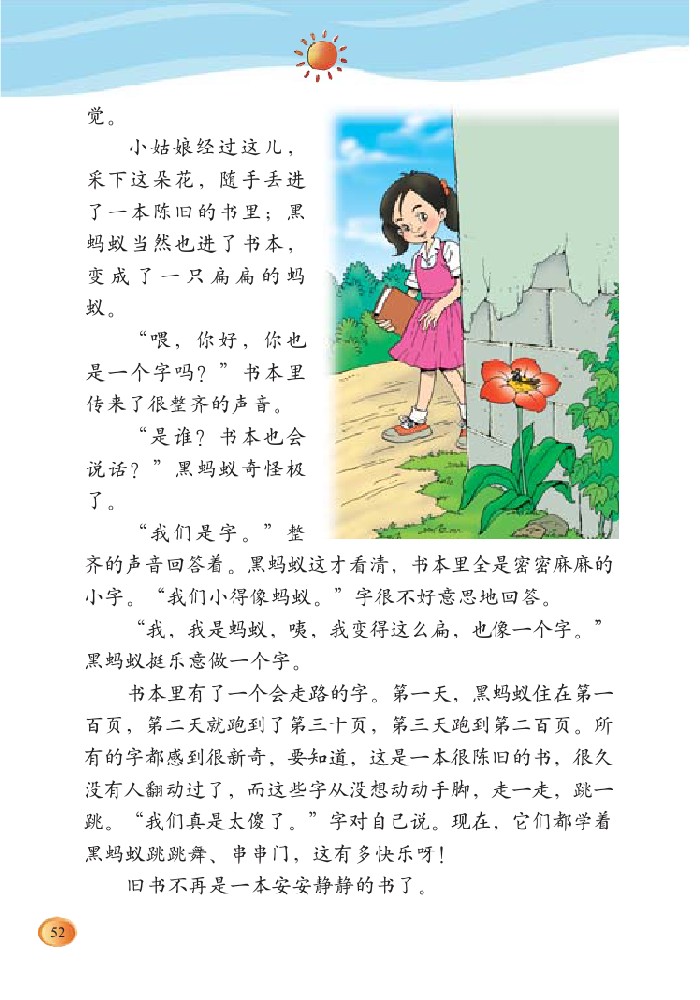 觉。
小姑娘经过这儿，
采下这朵花，随手丢进
了一本陈旧的书里；黑
蚂蚁当然也进了书本，
变成了一只扁扁的蚂
蚁。
“喂，你好，你也
是一个字吗？”书本里
传来了很整齐的声音。
“是谁？书本也会
说话？”黑蚂蚁奇怪极
了。
“我们是字。”整
齐的声音回答着。黑蚂蚁这才看清，书本里全是密密麻麻的
小字。“我们小得像蚂蚁。”字很不好意思地回答。
“我，我是蚂蚁，咦，我变得这么扁，也像一个字。”
黑蚂蚁挺乐意做一个字。
书本里有了一个会走路的字。第一天，黑蚂蚁住在第一
百页，第二天就跑到了第三十页，第三天跑到第二百页。所
有的字都感到很新奇，要知道，这是一本很陈旧的书，很久
没有人翻动过了，而这些字从没想动动手脚，走一走，跳一
跳。“我们真是太傻了。”字对自己说。现在，它们都学着
黑蚂蚁跳跳舞、串串门，这有多快乐呀！
旧书不再是一本安安静静的书了。
52